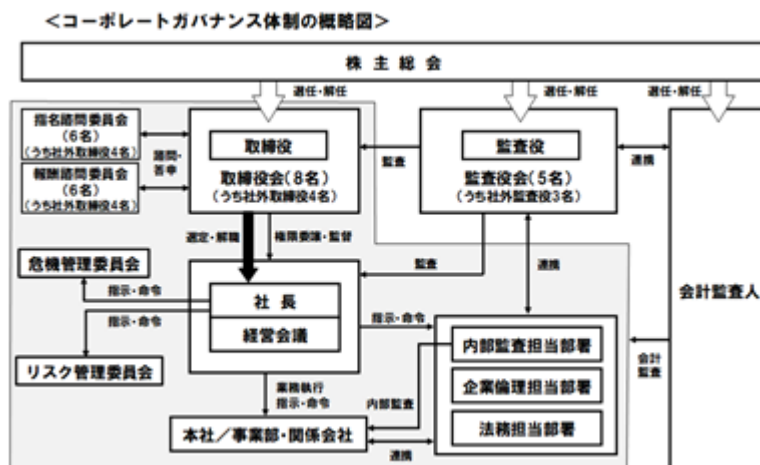 ＜コーポレートガバナンス体制の概略図＞
株主総会
選任・解任
選任・解任
選任・解任
指名諮問委員会
(6名)
(うち社外取締役4名)
報酬諮問委員会
(6名)
(うち社外取締役4名)
諮問・
答申
取締役
取締役会(8名)
(うち社外取締役4名)
監査
監査役
監査役会(5名)
(うち社外監査役3名)
連携
会計監査人
選定・解職
権限委譲・監督
監査
連携
危機管理委員会
指示・命令
指示・命令
リスク管理委員会
社長
経営会議
指示・命令
内部監査担当部署
企業倫理担当部署
法務担当部署
会計
監査
業務執行
指示・命令
内部監査
本社／事業部・関係会社
連携